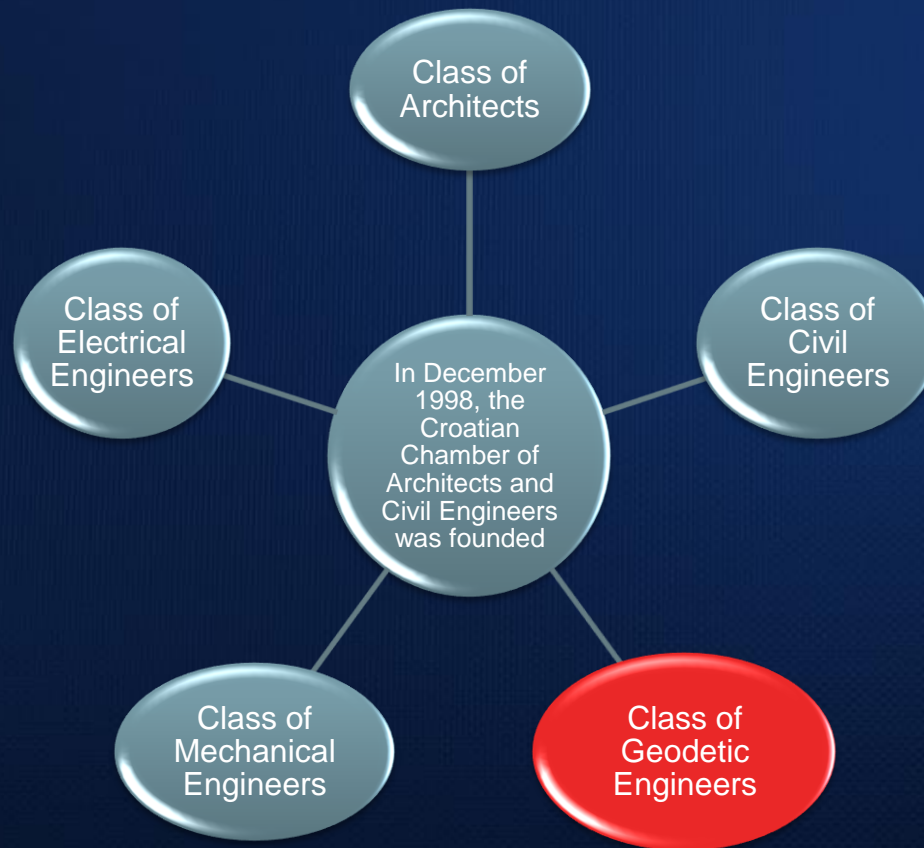 Class of
Architects
Class of
Electrical
Engineers
Class of
Civil
Engineers
In December
1998, the
Croatian
Chamber of
Architects and
Civil Engineers
was founded
Class of
Mechanical
Engineers
Class of
Geodetic
Engineers